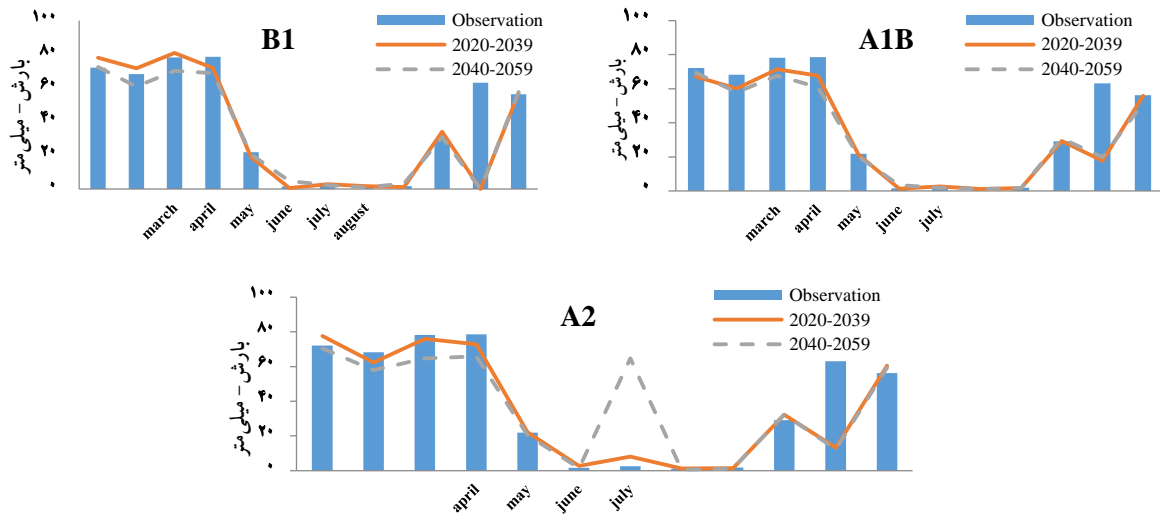 B1
Observation
2020-2039
2040-2059
بارش - میلی‌متر
۱۰۰
۸۰
۶۰
۴۰
۲۰
۰
march
april
may
june
july
august
A1B
Observation
2020-2039
2040-2059
بارش - میلی‌متر
۱۰۰
۸۰
۶۰
۴۰
۲۰
۰
march
april
may
june
july
A2
Observation
2020-2039
2040-2059
بارش - میلی‌متر
۱۰۰
۸۰
۶۰
۴۰
۲۰
۰
april
may
june
july